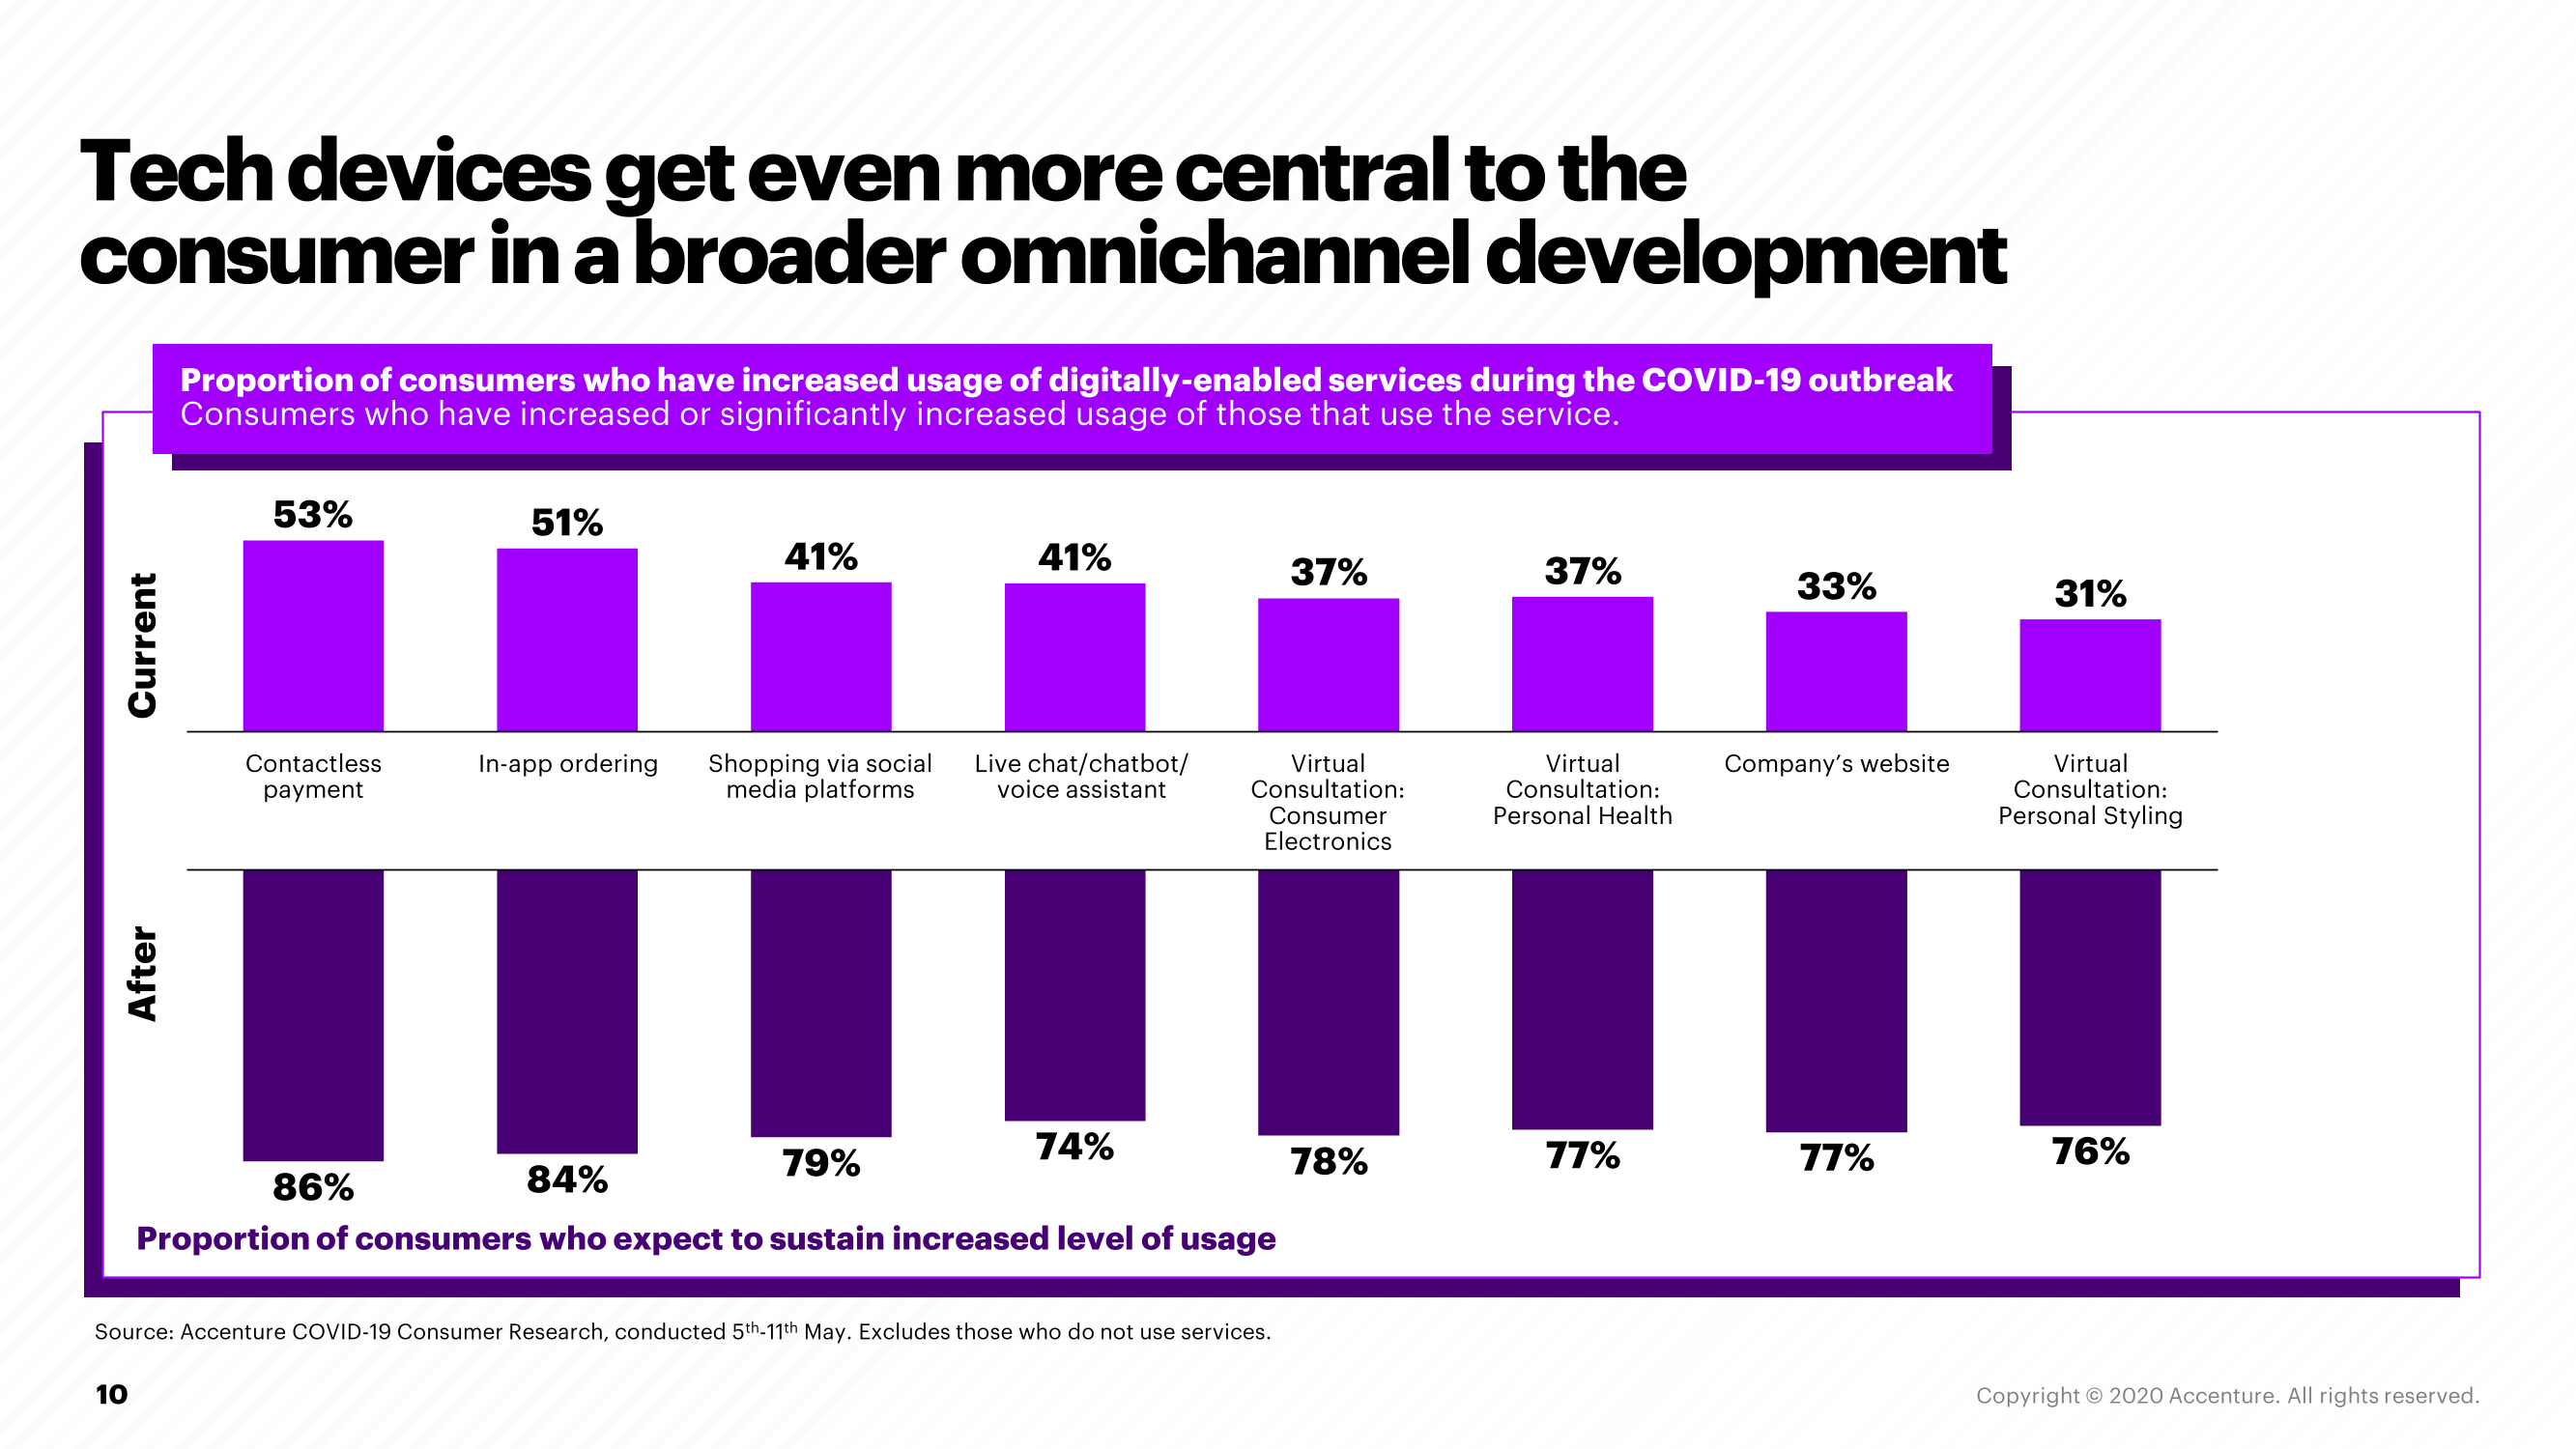 Tech devices get even more central to the
consumer in a broader omnichannel development
Proportion of consumers who have increased usage of digitally-enabled services during the COVID-19 outbreak
Consumers who have increased or significantly increased usage of those that use the service.
Current
53%
51%
41%
41%
37%
37%
33%
31%
Contactless
payment
In-app ordering
Shopping via social
media platforms
Live chat/chatbot/
voice assistant
Virtual
Consultation:
Consumer
Electronics
Virtual
Consultation:
Personal Health
Company’s website
Virtual
Consultation:
Personal Styling
After
86%
84%
79%
74%
78%
77%
77%
76%
Proportion of consumers who expect to sustain increased level of usage
Source: Accenture COVID-19 Consumer Research, conducted 5th-11th May. Excludes those who do not use services.
10
Copyright © 2020 Accenture. All rights reserved.